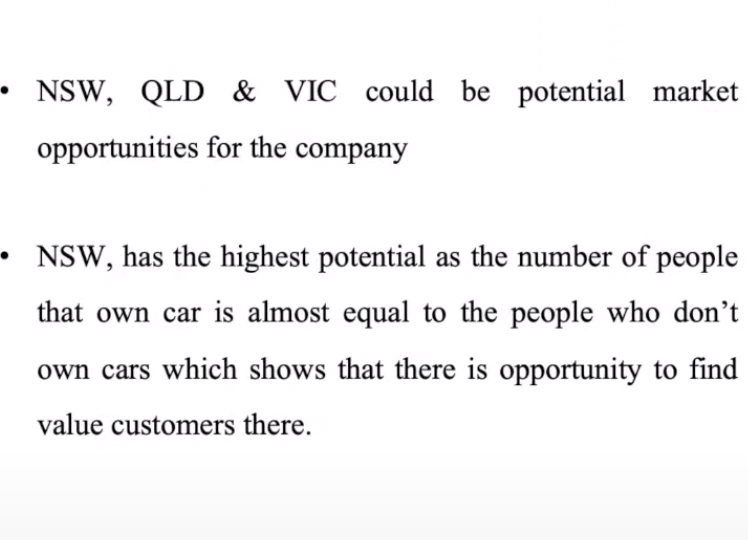 • NSW, QLD & VIC could be potential market
opportunities for the company
• NSW, has the highest potential as the number of people
that own car is almost equal to the people who don’t
own cars which shows that there is opportunity to find
value customers there.